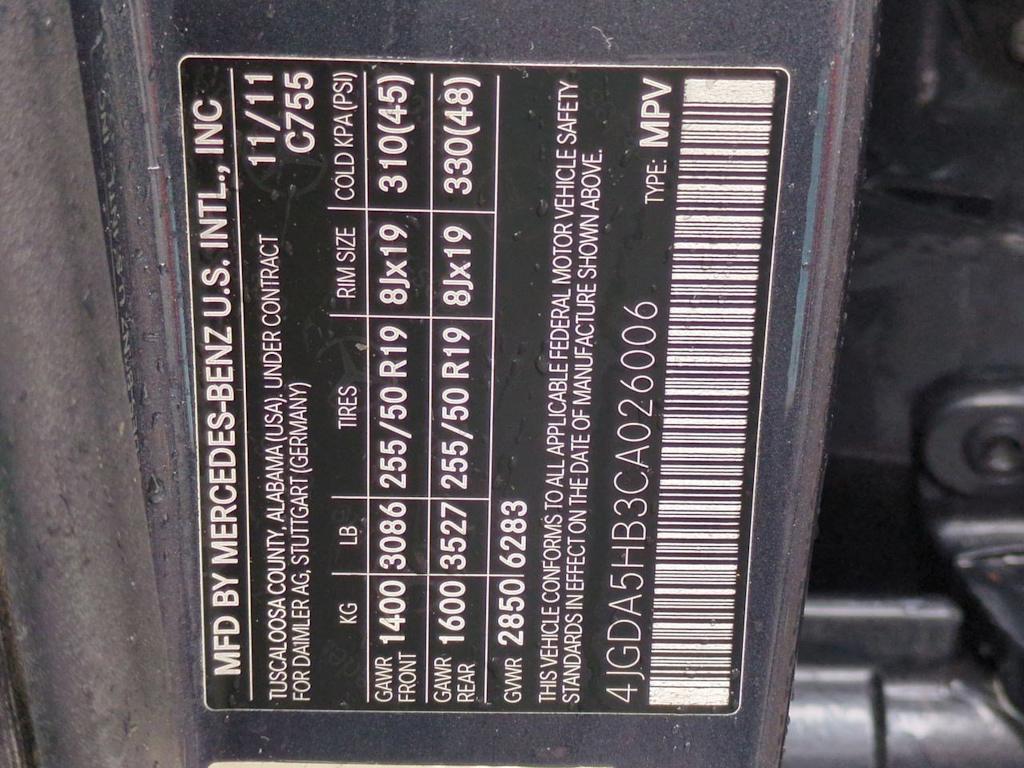 MFD BY MERCEDES-BENZ U.S. INTL., INC
TUSCALOOSA COUNTY, ALABAMA (USA), UNDER CONTRACT 11/11
FOR DAIMLER AG, STUTTGART (GERMANY) C755
KG LB TIRES RIM SIZE COLD KPA(PSI)
GAWR FRONT 1400 3086 255/50 R19 8Jx19 310(45)
GAWR REAR 1600 3527 255/50 R19 8Jx19 330(48)
GVWR 2850 6283
THIS VEHICLE CONFORMS TO ALL APPLICABLE FEDERAL MOTOR VEHICLE SAFETY
STANDARDS IN EFFECT ON THE DATE OF MANUFACTURE SHOWN ABOVE.
4JGDA5HB3CA026006 TYPE: MPV